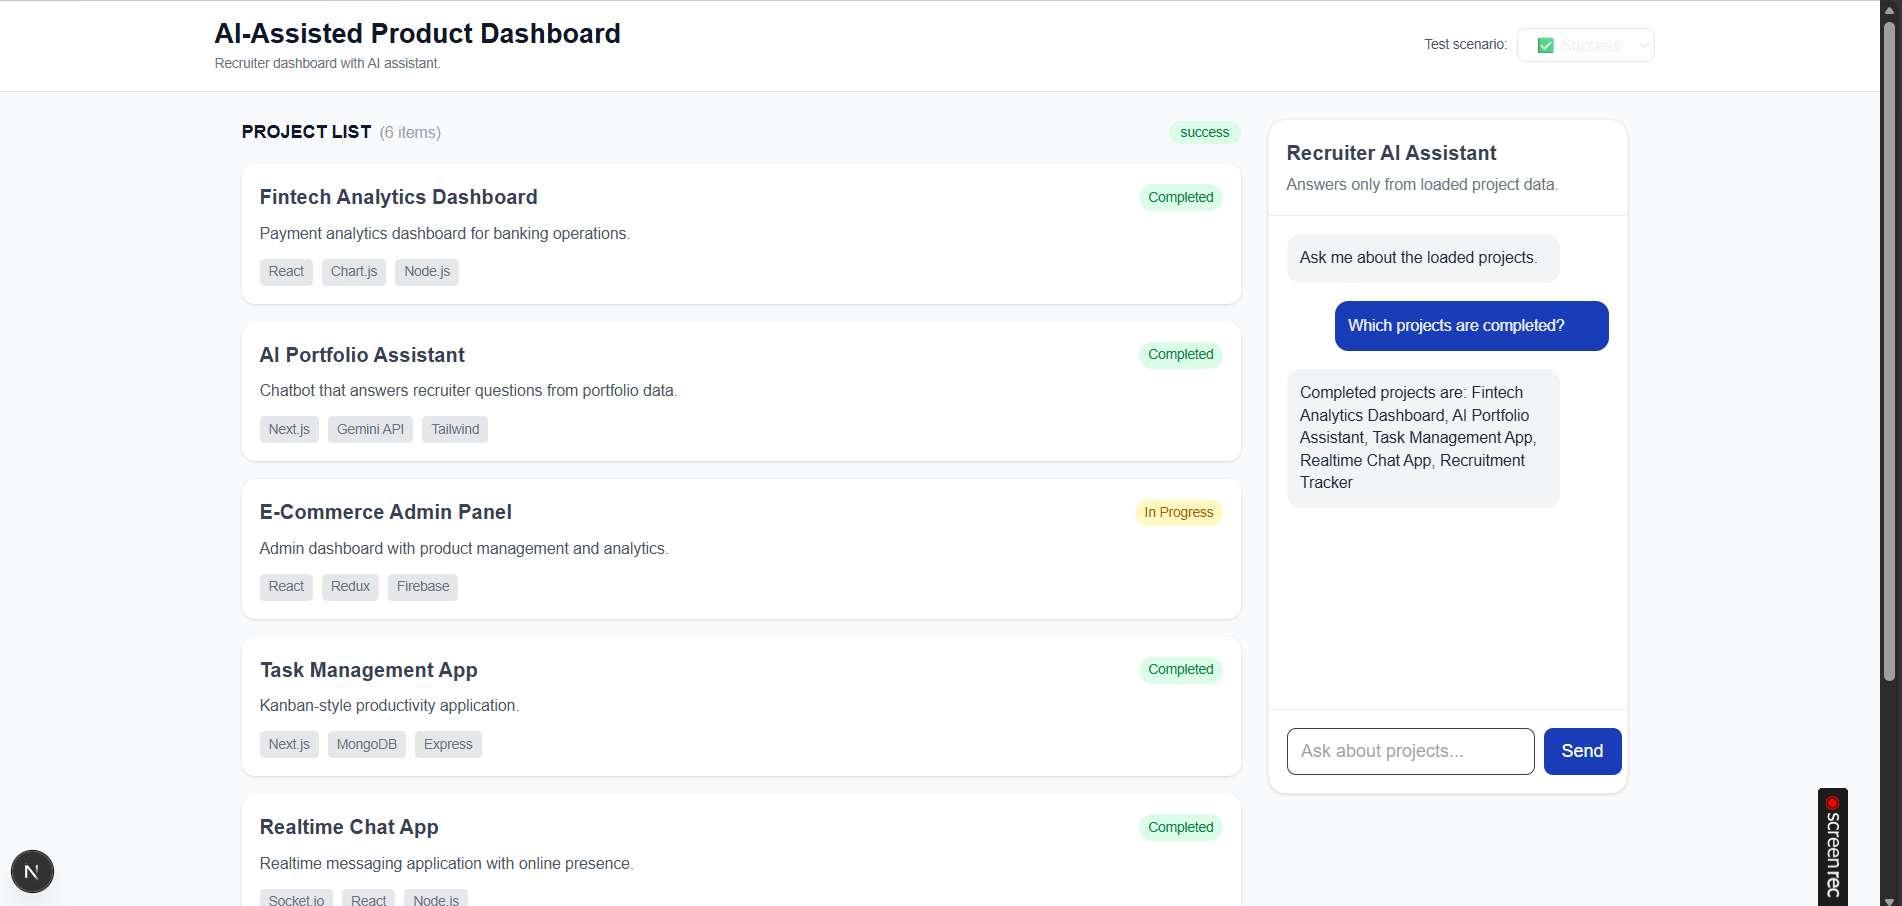 AI-Assisted Product Dashboard
Recruiter dashboard with AI assistant.
Test scenario:
✅ Success
PROJECT LIST (6 items)
success
Fintech Analytics Dashboard
Completed
Payment analytics dashboard for banking operations.
React Chart.js Node.js
AI Portfolio Assistant
Completed
Chatbot that answers recruiter questions from portfolio data.
Next.js Gemini API Tailwind
E-Commerce Admin Panel
In Progress
Admin dashboard with product management and analytics.
React Redux Firebase
Task Management App
Completed
Kanban-style productivity application.
Next.js MongoDB Express
Realtime Chat App
Completed
Realtime messaging application with online presence.
Socket.io React Node.js
Recruiter AI Assistant
Answers only from loaded project data.
Ask me about the loaded projects.
Which projects are completed?
Completed projects are: Fintech
Analytics Dashboard, AI Portfolio
Assistant, Task Management App,
Realtime Chat App, Recruitment
Tracker
Ask about projects...
Send
N
screenrec